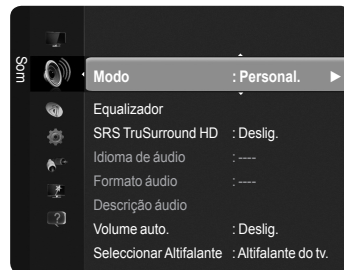 Som
Modo : Personal. ►
Equalizador
SRS TruSurround HD : Deslig.
Idioma de áudio : ----
Formato áudio : ----
Descrição áudio
Volume auto. : Deslig.
Seleccionar Altifalante : Altifalante do tv.